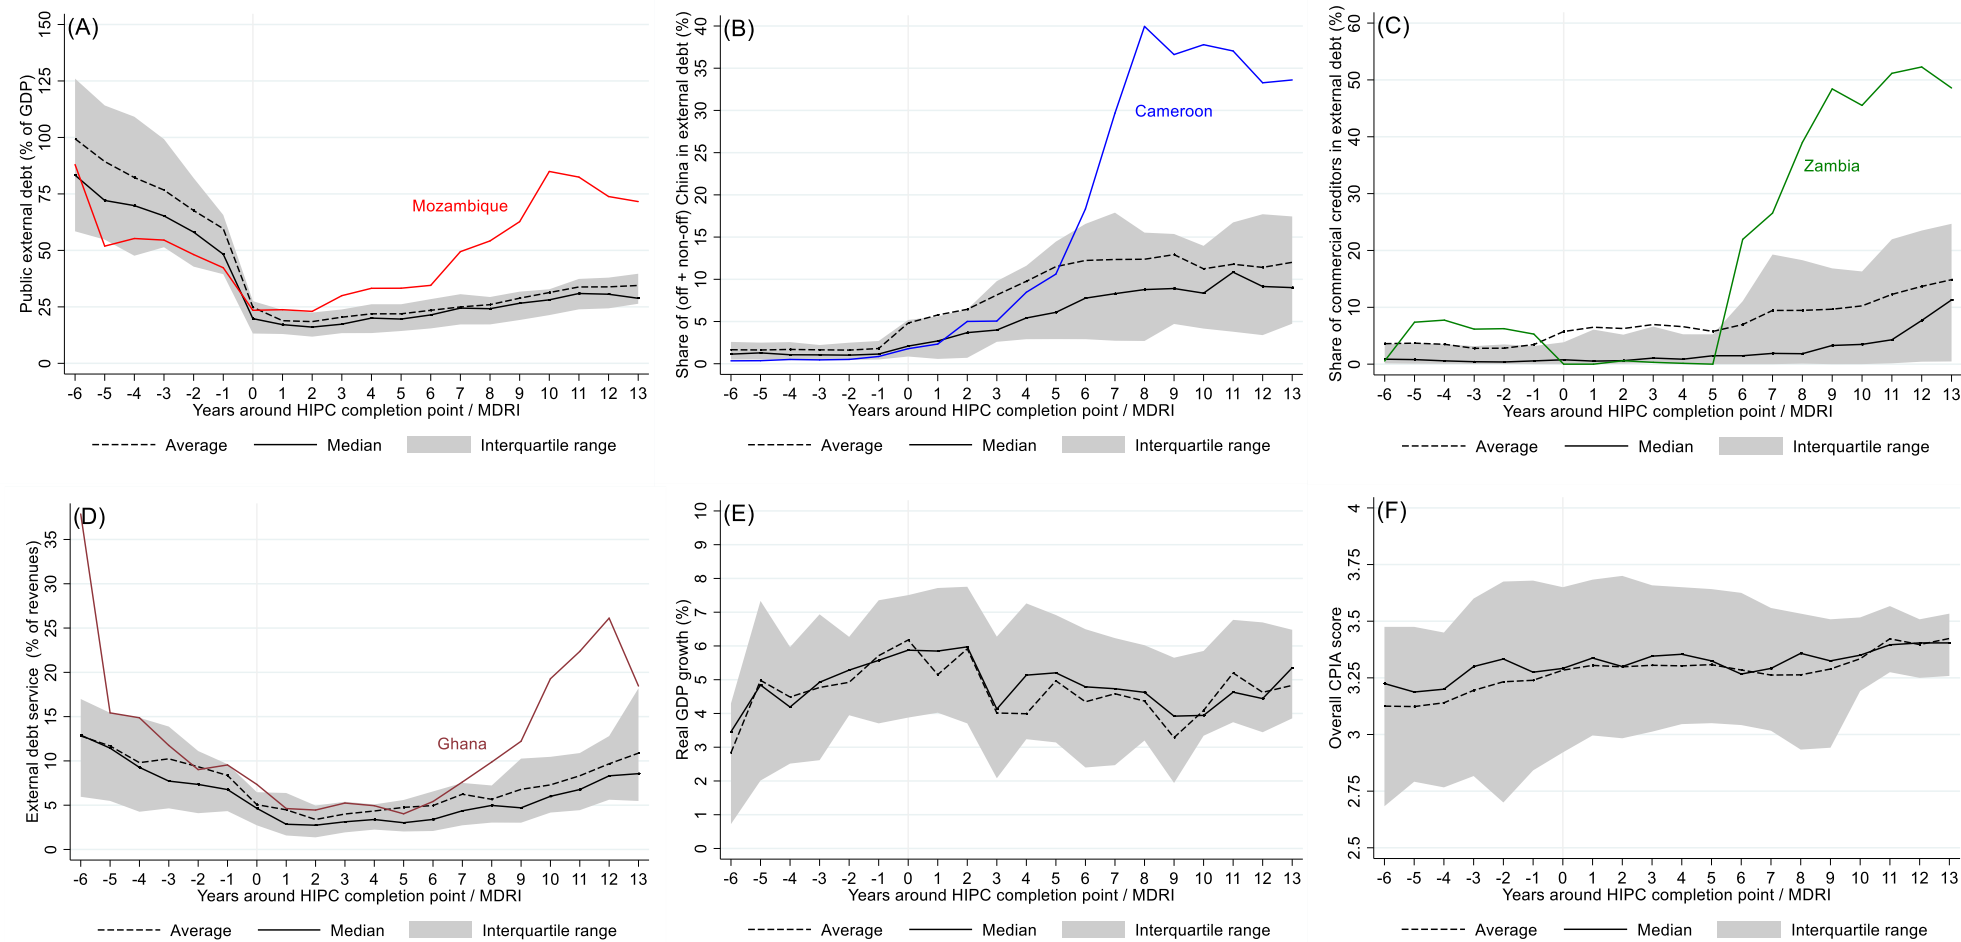 (A)
Public external debt (% of GDP)
150
125
100
75
50
25
0
Mozambique
-6 -5 -4 -3 -2 -1 0 1 2 3 4 5 6 7 8 9 10 11 12 13
Years around HIPC completion point / MDRI
Average Median Interquartile range
(B)
Share of (off + non-off) China in external debt (%)
40
35
30
25
20
15
10
5
0
Cameroon
-6 -5 -4 -3 -2 -1 0 1 2 3 4 5 6 7 8 9 10 11 12 13
Years around HIPC completion point / MDRI
Average Median Interquartile range
(C)
Share of commercial creditors in external debt (%)
60
50
40
30
20
10
0
Zambia
-6 -5 -4 -3 -2 -1 0 1 2 3 4 5 6 7 8 9 10 11 12 13
Years around HIPC completion point / MDRI
Average Median Interquartile range
(D)
External debt service (% of revenues)
35
30
25
20
15
10
5
0
Ghana
-6 -5 -4 -3 -2 -1 0 1 2 3 4 5 6 7 8 9 10 11 12 13
Years around HIPC completion point / MDRI
Average Median Interquartile range
(E)
Real GDP growth (%)
10
9
8
7
6
5
4
3
2
1
0
-6 -5 -4 -3 -2 -1 0 1 2 3 4 5 6 7 8 9 10 11 12 13
Years around HIPC completion point / MDRI
Average Median Interquartile range
(F)
Overall CPIA score
4
3.75
3.5
3.25
3
2.75
2.5
-6 -5 -4 -3 -2 -1 0 1 2 3 4 5 6 7 8 9 10 11 12 13
Years around HIPC completion point / MDRI
Average Median Interquartile range